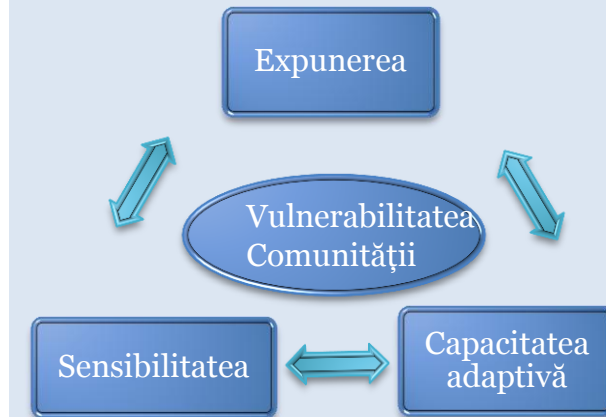 Expunerea
Vulnerabilitatea
Comunității
Sensibilitatea
Capacitatea
adaptivă